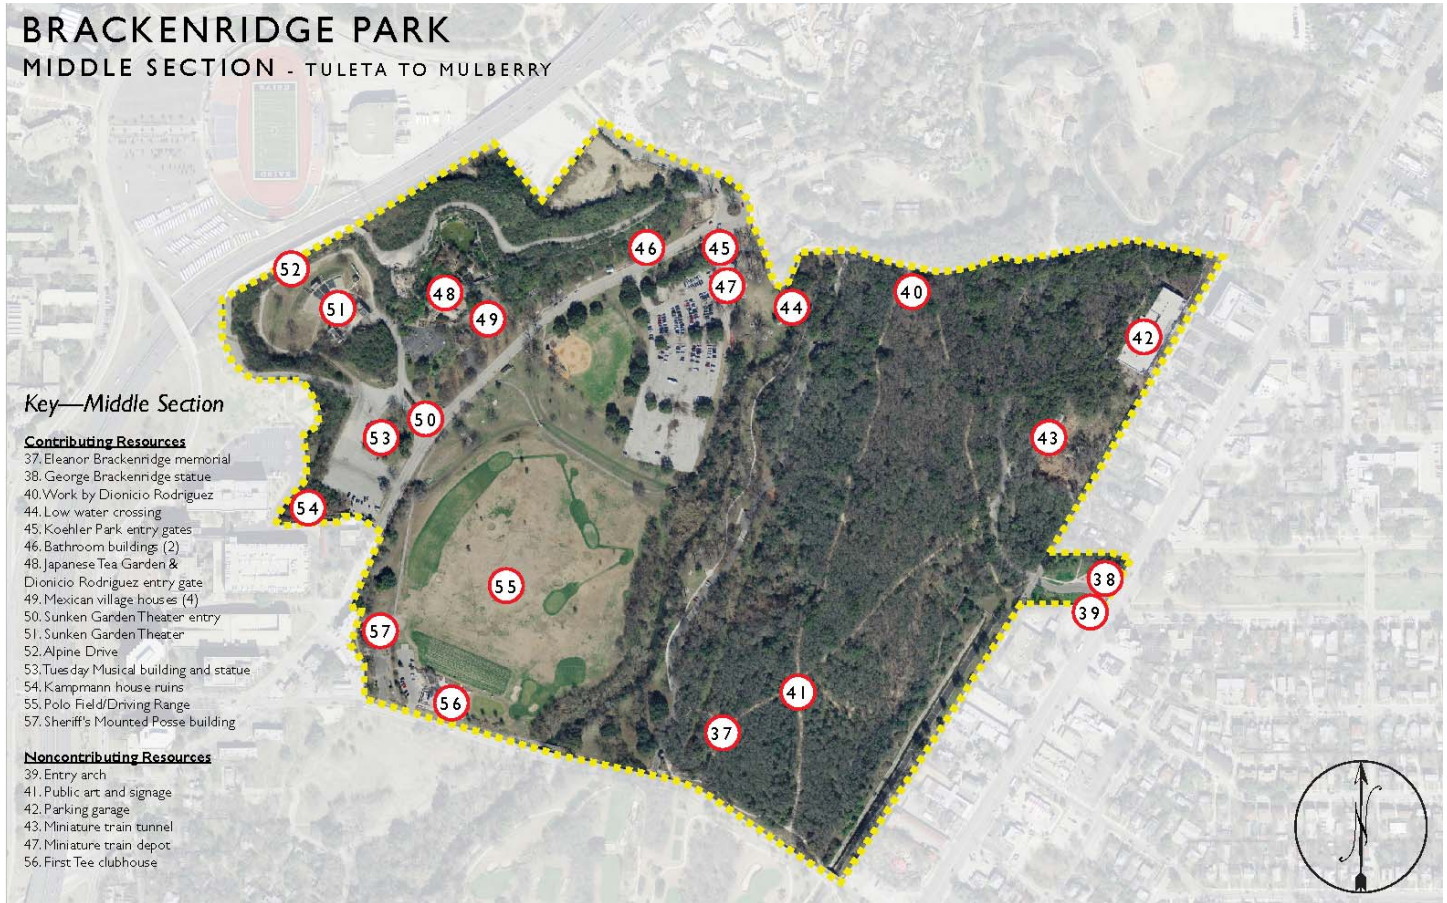 BRACKENRIDGE PARK
MIDDLE SECTION - TULETA TO MULBERRY
52
51
48
49
46
45
47
44
40
42
43
50
53
54
55
57
56
41
37
38
39
Key—Middle Section
Contributing Resources
37. Eleanor Brackenridge memorial
38. George Brackenridge statue
40. Work by Dionicio Rodriguez
44. Low water crossing
45. Koehler Park entry gates
46. Bathroom buildings (2)
48. Japanese Tea Garden &
Dionicio Rodriguez entry gate
49. Mexican village houses (4)
50. Sunken Garden Theater entry
51. Sunken Garden Theater
52. Alpine Drive
53. Tuesday Musical building and statue
54. Kampmann house ruins
55. Polo Field/Driving Range
57. Sheriff's Mounted Posse building
Noncontributing Resources
39. Entry arch
41. Public art and signage
42. Parking garage
43. Miniature train tunnel
47. Miniature train depot
56. First Tee clubhouse
N